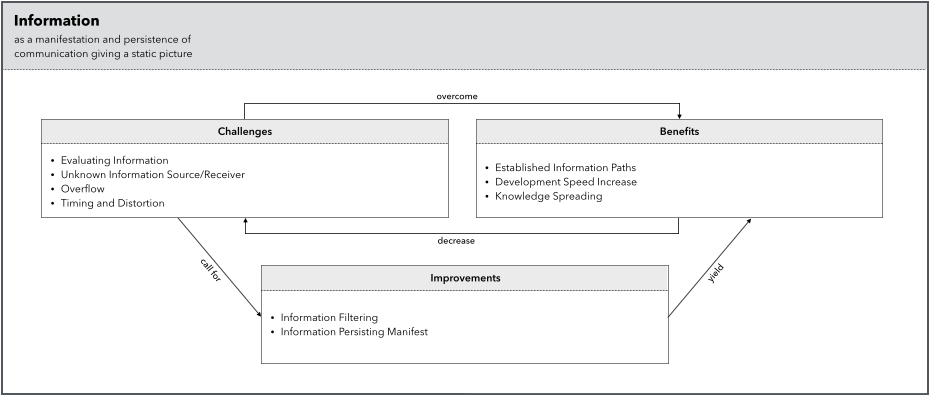 Information
as a manifestation and persistence of
communication giving a static picture
overcome
Challenges
• Evaluating Information
• Unknown Information Source/Receiver
• Overflow
• Timing and Distortion
Benefits
• Established Information Paths
• Development Speed Increase
• Knowledge Spreading
decrease
call for
yield
Improvements
• Information Filtering
• Information Persisting Manifest